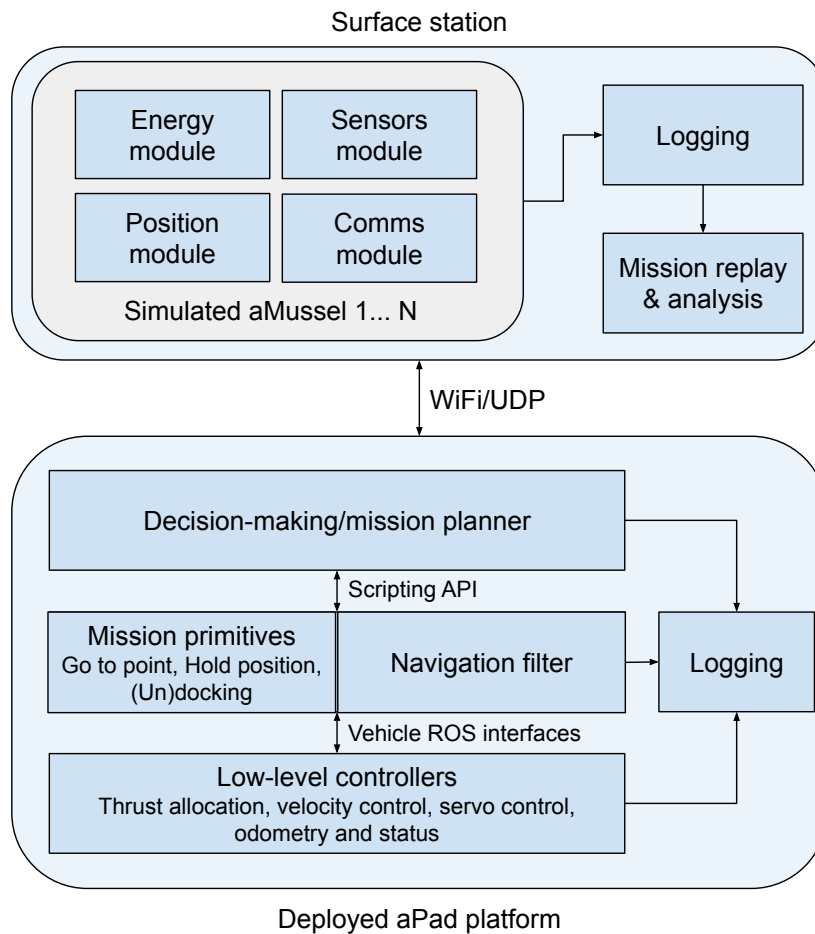 Surface station
Energy
module
Sensors
module
Position
module
Comms
module
Simulated aMussel 1... N
Logging
Mission replay
& analysis
WiFi/UDP
Decision-making/mission planner
Scripting API
Mission primitives
Go to point, Hold position,
(Un)docking
Navigation filter
Logging
Vehicle ROS interfaces
Low-level controllers
Thrust allocation, velocity control, servo control,
odometry and status
Deployed aPad platform